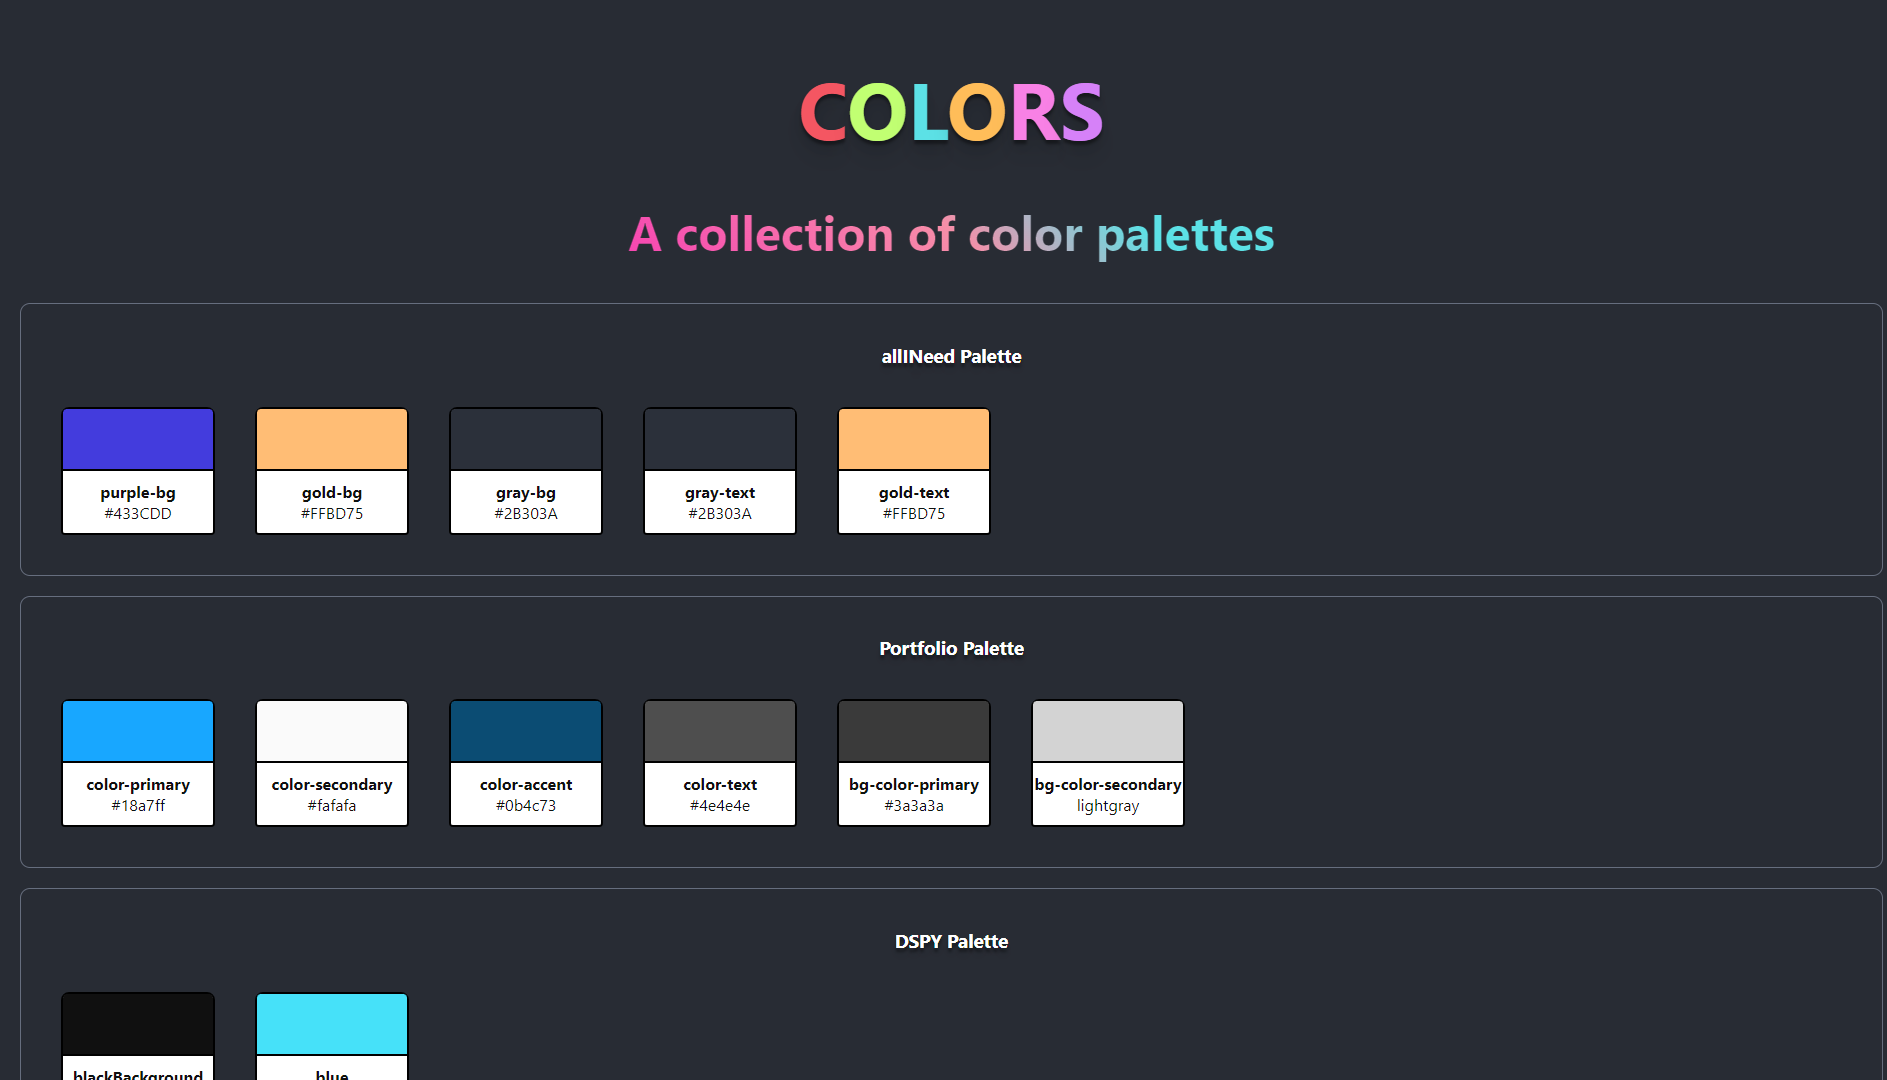 COLORS
A collection of color palettes
allINeed Palette
purple-bg
#433CDD
gold-bg
#FFBD75
gray-bg
#2B303A
gray-text
#2B303A
gold-text
#FFBD75
Portfolio Palette
color-primary
#18a7ff
color-secondary
#fafafa
color-accent
#0b4c73
color-text
#4e4e4e
bg-color-primary
#3a3a3a
bg-color-secondary
lightgray
DSPY Palette
blackBackground
blue